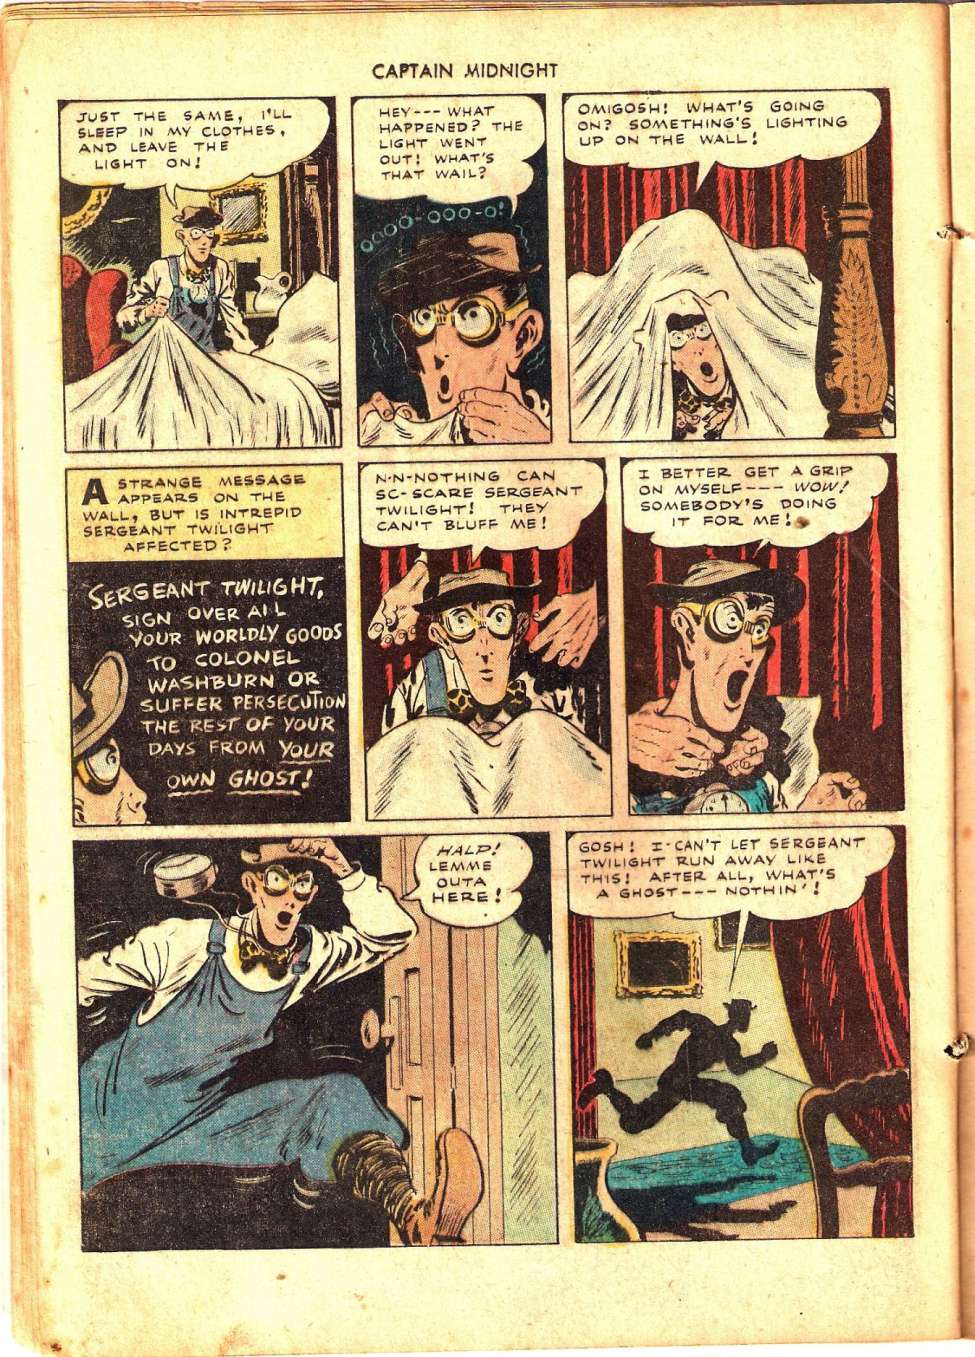 CAPTAIN MIDNIGHT
JUST THE SAME, I'LL
SLEEP IN MY CLOTHES,
AND LEAVE THE
LIGHT ON!
HEY--- WHAT
HAPPENED? THE
LIGHT WENT
OUT! WHAT'S
THAT WAIL?
OOOO-OOO-O!
OMIGOSH! WHAT'S GOING
ON? SOMETHING'S LIGHTING
UP ON THE WALL!
A STRANGE MESSAGE
APPEARS ON THE
WALL, BUT IS INTREPID
SERGEANT TWILIGHT
AFFECTED?
SERGEANT TWILIGHT,
SIGN OVER ALL
YOUR WORLDLY GOODS
TO COLONEL
WASHBURN OR
SUFFER PERSECUTION
THE REST OF YOUR
DAYS FROM YOUR
OWN GHOST!
N-N-NOTHING CAN
SC-SCARE SERGEANT
TWILIGHT! THEY
CAN'T BLUFF ME!
I BETTER GET A GRIP
ON MYSELF--- WOW!
SOMEBODY'S DOING
IT FOR ME!
HALP!
LEMME
OUTA
HERE!
GOSH! I-CAN'T LET SERGEANT
TWILIGHT RUN AWAY LIKE
THIS! AFTER ALL, WHAT'S
A GHOST--- NOTHIN'!